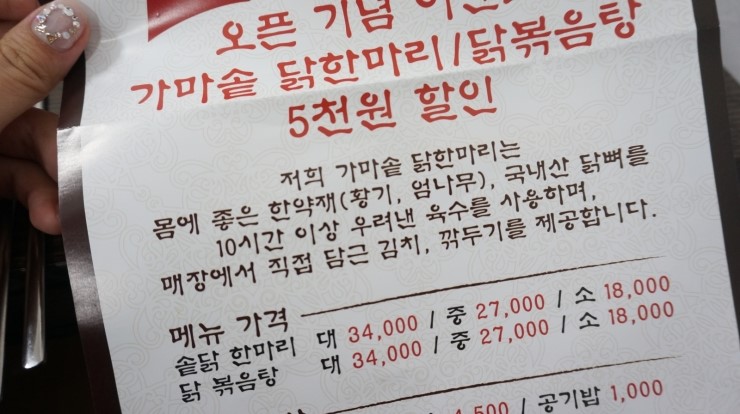 오픈 기념
가마솥 닭한마리/닭볶음탕
5천원 할인
저희 가마솥 닭한마리는
몸에 좋은 한약재(황기, 엄나무), 국내산 닭뼈를
10시간 이상 우려낸 육수를 사용하며,
매장에서 직접 담근 김치, 깍두기를 제공합니다.
메뉴 가격
솥닭 한마리 대 34,000 / 중 27,000 / 소 18,000
닭 볶음탕 대 34,000 / 중 27,000 / 소 18,000
/ 공기밥 1,000